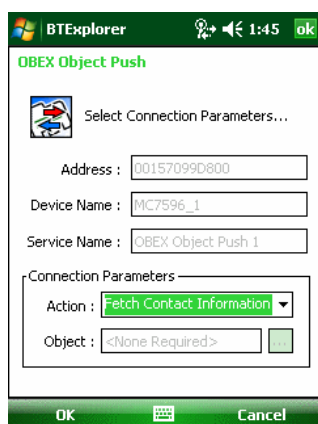 BTExplorer 1:45 ok
OBEX Object Push
Select Connection Parameters...
Address : 00157099D800
Device Name : MC7596_1
Service Name : OBEX Object Push 1
Connection Parameters
Action : Fetch Contact Information
Object : <None Required> ...
OK Cancel